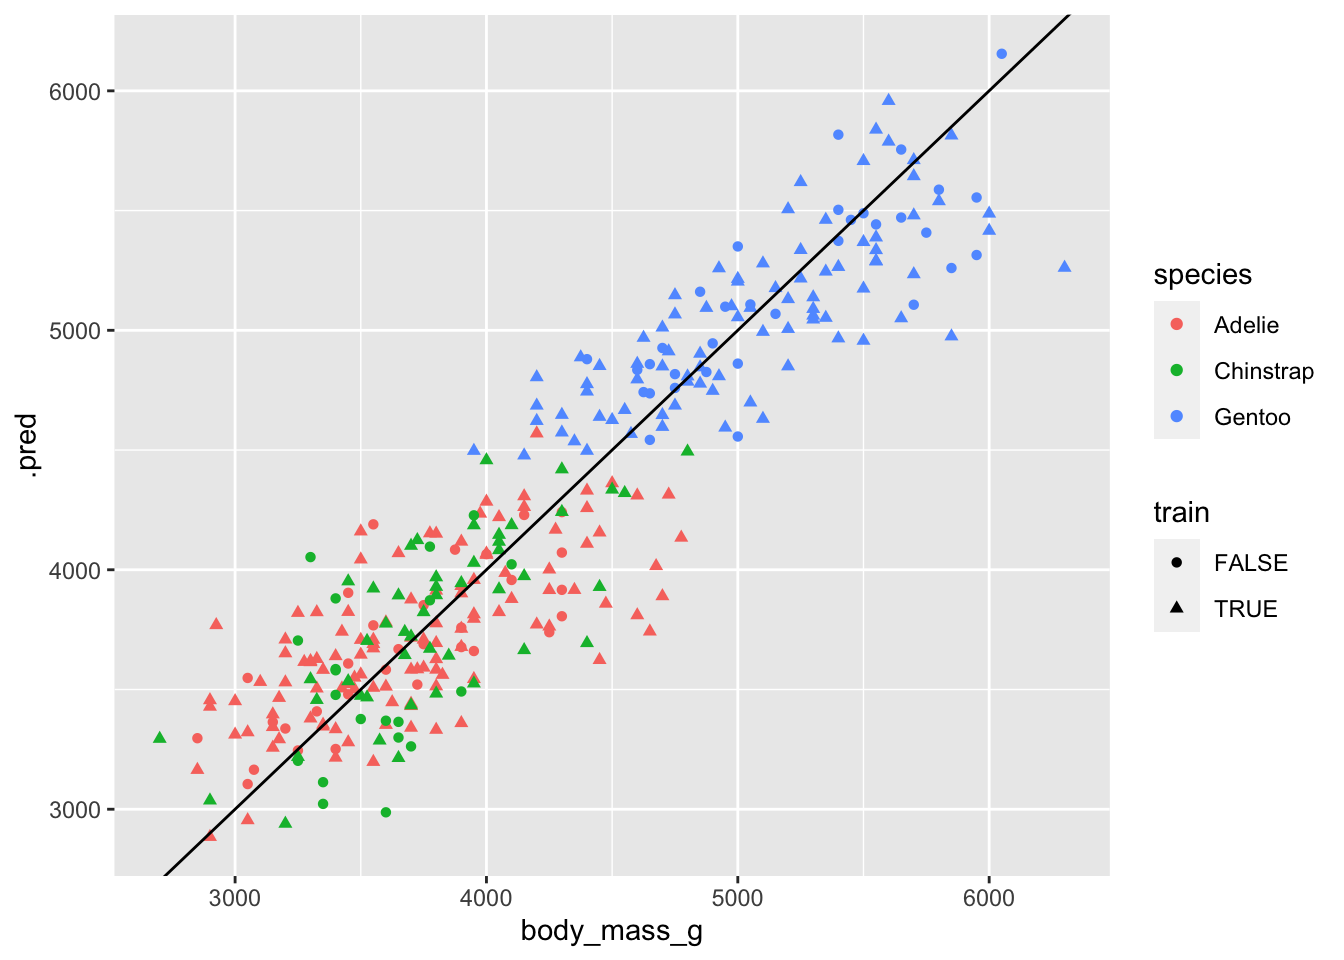 6000
5000
4000
3000
.pred
3000 4000 5000 6000
body_mass_g
species
Adelie
Chinstrap
Gentoo
train
FALSE
TRUE